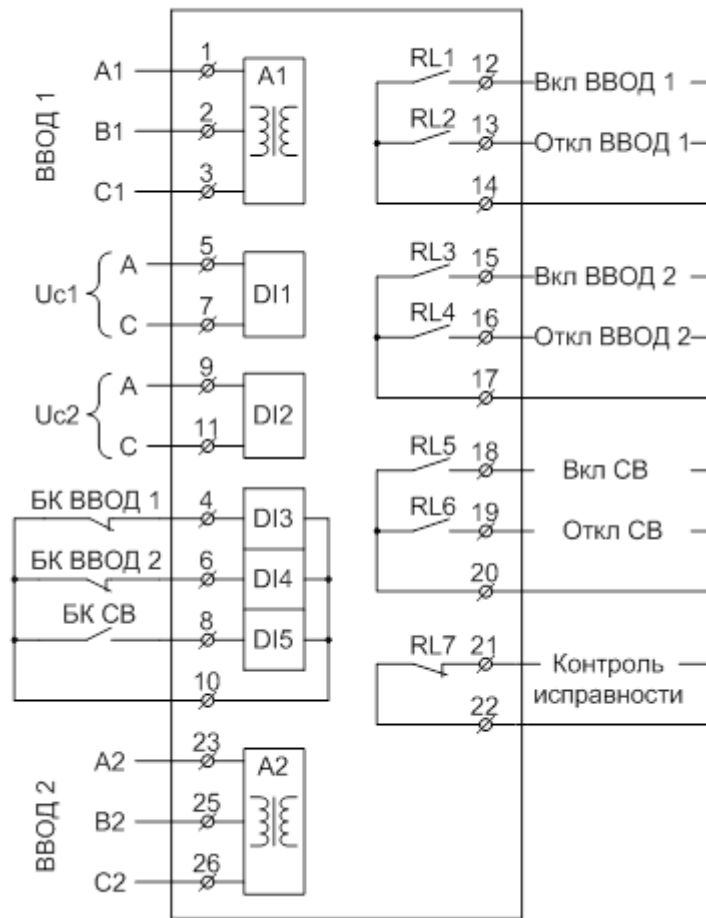 ВВОД 1
A1
1
B1
2
C1
3
A1
Uc1
A
5
C
7
DI1
Uc2
A
9
C
11
DI2
БК ВВОД 1
4
DI3
БК ВВОД 2
6
DI4
БК СВ
8
DI5
10
ВВОД 2
A2
23
B2
25
C2
26
A2
RL1
12
Вкл ВВОД 1
RL2
13
Откл ВВОД 1
14
RL3
15
Вкл ВВОД 2
RL4
16
Откл ВВОД 2
17
RL5
18
Вкл СВ
RL6
19
Откл СВ
20
RL7
21
Контроль
исправности
22